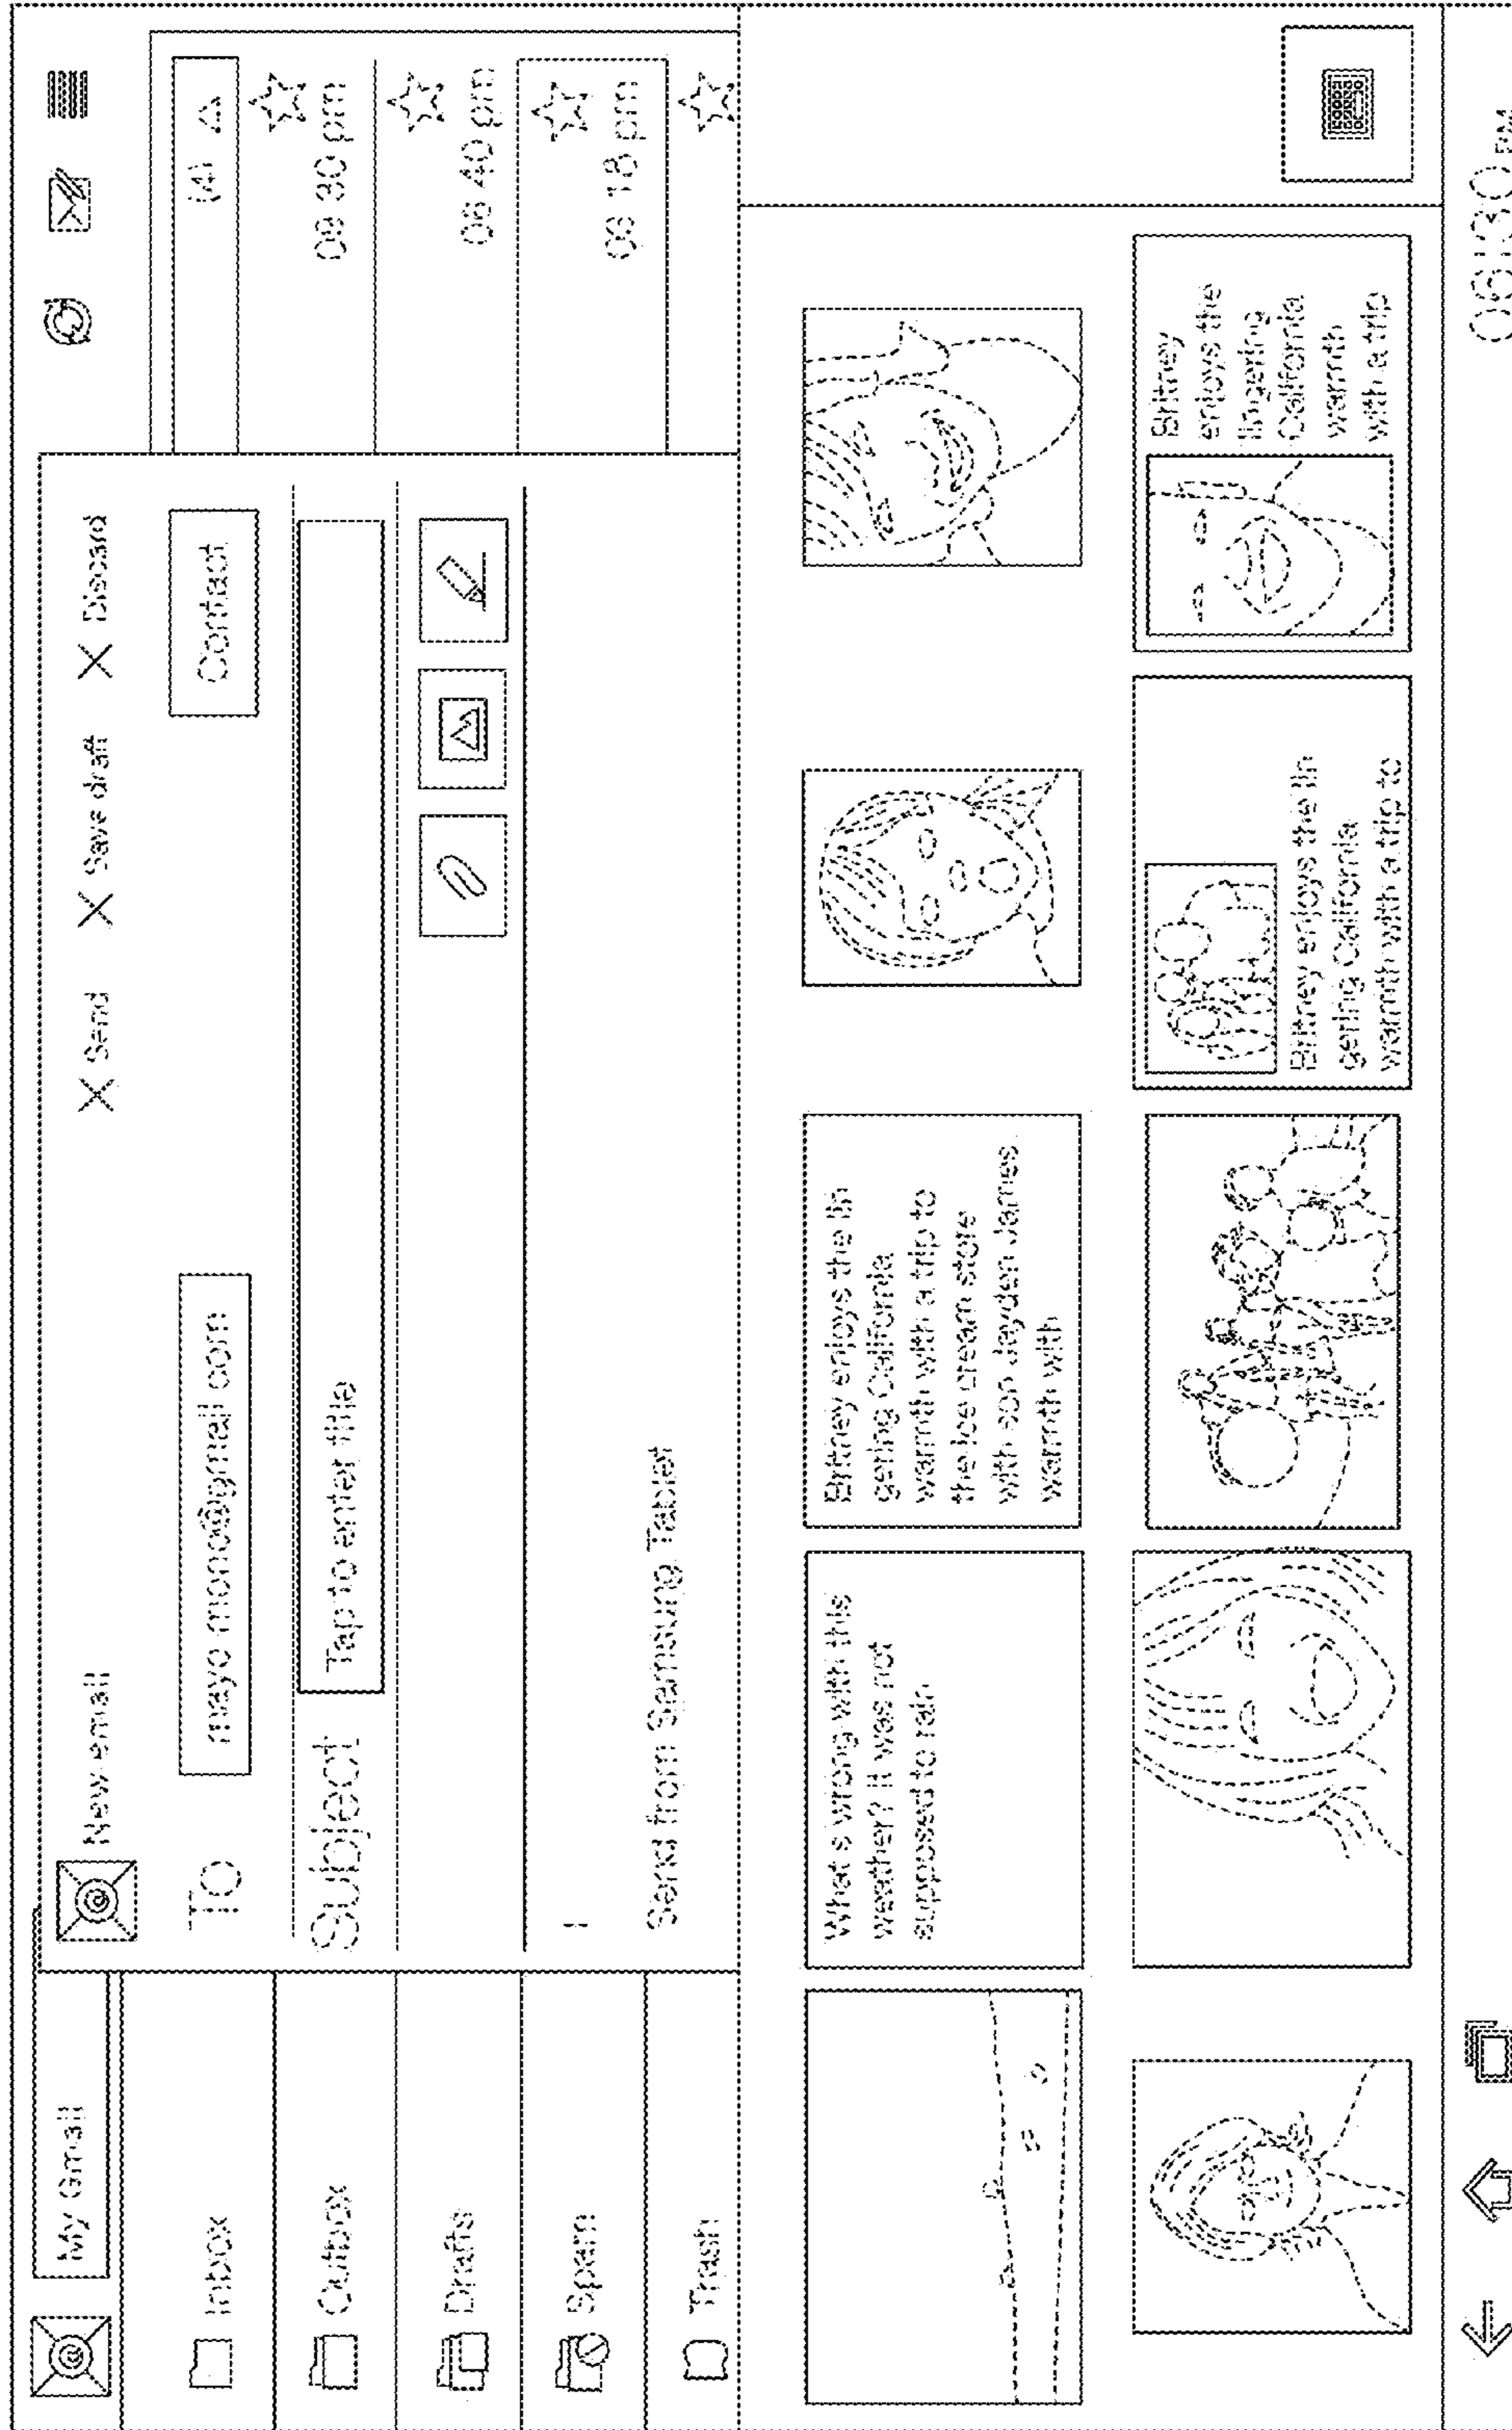 My Gmail
Inbox
Outbox
Drafts
Spam
Trash
New email
Send
Save draft
Discard
To
mayo mono@gmail com
Contact
Subject
Tap to enter title
Send from Samsung Tablet
(4)
30 pm
06 40 pm
18 pm
What s wrong with this
weather? It was not
supposed to rain
Britney enjoys the lin
gering California
warmth with a trip to
the ice cream store
with son Jayden James.
warmth with
Britney enjoys the lin
gering California
warmth with a trip to
Britney
enjoys the
lingering
California
warmth
with a trip
PM